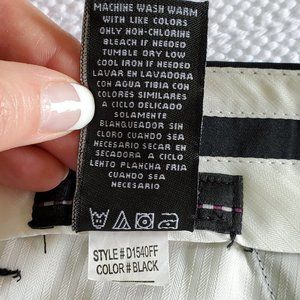 MACHINE WASH WARM
WITH LIKE COLORS
ONLY NON-CHLORINE
BLEACH IF NEEDED
TUMBLE DRY LOW
COOL IRON IF NEEDED
LAVAR EN LAVADORA
CON AGUA TIBIA CON
COLORES SIMILARES
A CICLO DELICADO
SOLAMENTE
BLANQUEADOR SIN
CLORO CUANDO SEA
NECESARIO SECAR EN
SECADORA A CICLO
LENTO PLANCHA FRIA
CUANDO SEA
NECESARIO
STYLE # D1540FF
COLOR # BLACK